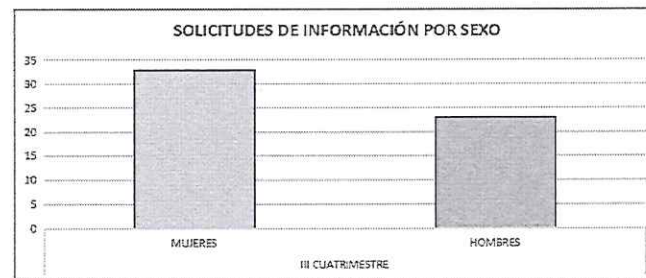 SOLICITUDES DE INFORMACIÓN POR SEXO
35
30
25
20
15
10
5
0
MUJERES HOMBRES
III CUATRIMESTRE